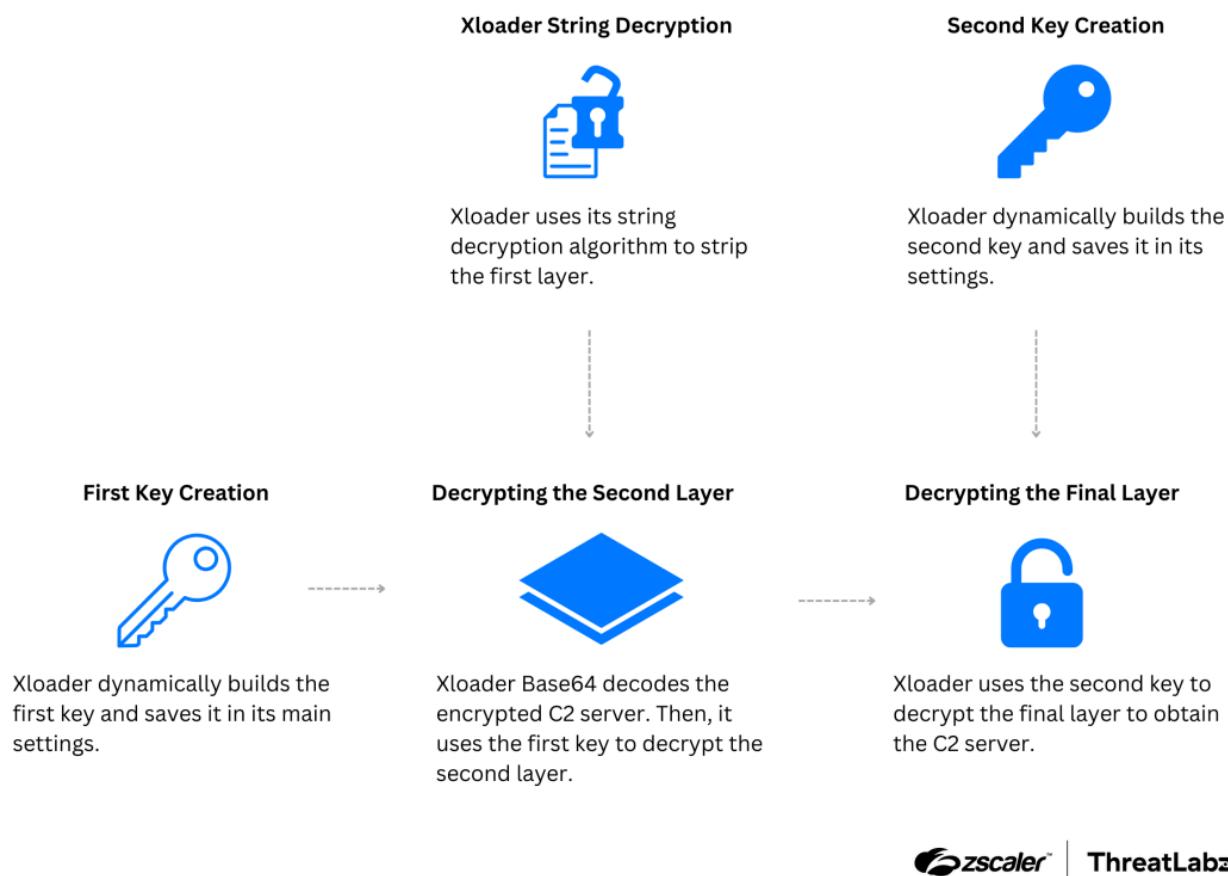 Xloader String Decryption
Xloader uses its string
decryption algorithm to strip
the first layer.
Second Key Creation
Xloader dynamically builds the
second key and saves it in its
settings.
First Key Creation
Xloader dynamically builds the
first key and saves it in its main
settings.
Decrypting the Second Layer
Xloader Base64 decodes the
encrypted C2 server. Then, it
uses the first key to decrypt the
second layer.
Decrypting the Final Layer
Xloader uses the second key to
decrypt the final layer to obtain
the C2 server.
zscaler™ | ThreatLabz